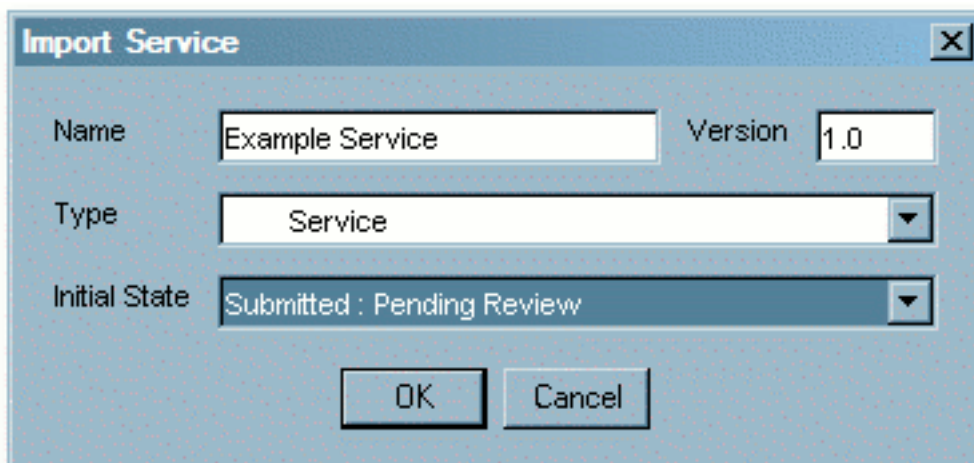 Import Service
Name Example Service Version 1.0
Type Service
Initial State Submitted : Pending Review
OK Cancel